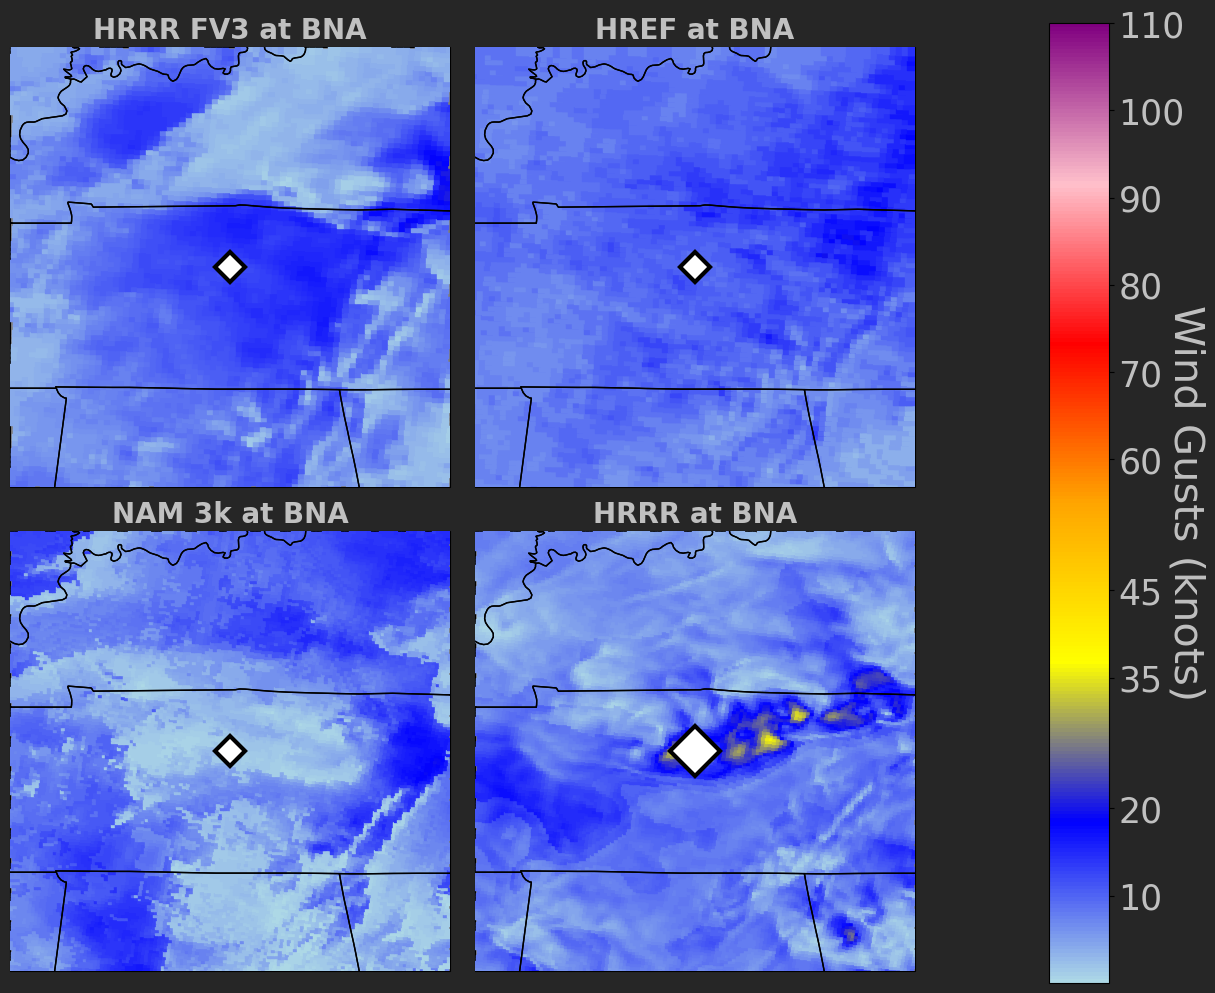 HRRR FV3 at BNA
HREF at BNA
NAM 3k at BNA
HRRR at BNA
110
100
90
80
70
60
45
35
20
10
Wind Gusts (knots)